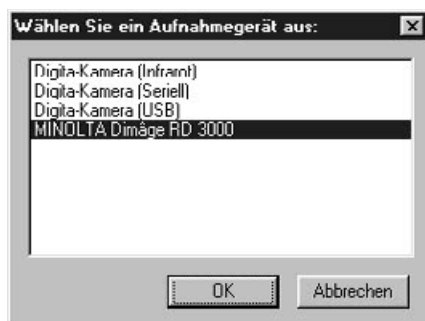 Wählen Sie ein Aufnahmegerät aus:
Digita-Kamera (Infrarot)
Digita-Kamera (Seriell)
Digita-Kamera (USB)
MINOLTA Dimâge RD 3000
OK
Abbrechen